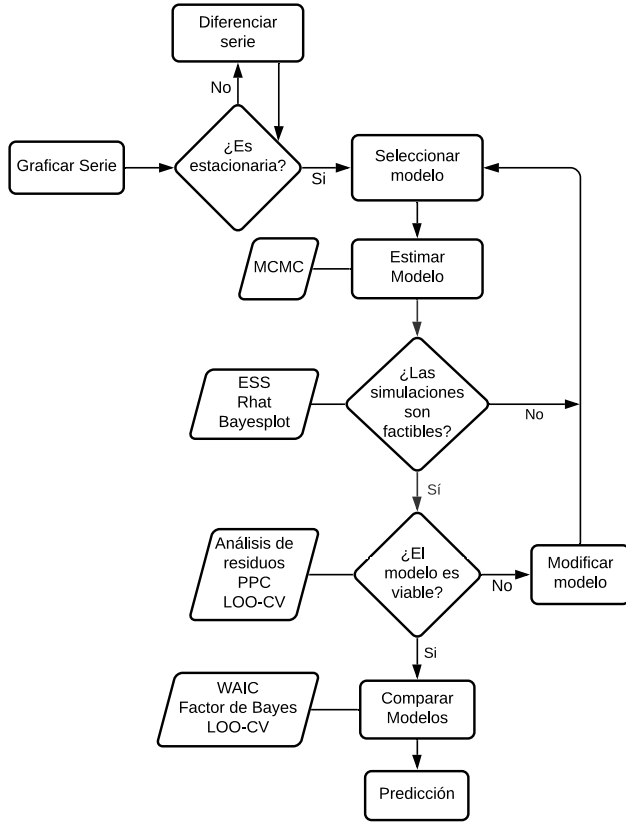 Diferenciar
serie
No
¿Es
estacionaria?
Graficar Serie
Si
Seleccionar
modelo
MCMC
Estimar
Modelo
ESS
Rhat
Bayesplot
¿Las
simulaciones
son
factibles?
No
Sí
Análisis de
residuos
PPC
LOO-CV
¿El
modelo es
viable?
No
Modificar
modelo
Si
WAIC
Factor de Bayes
LOO-CV
Comparar
Modelos
Predicción